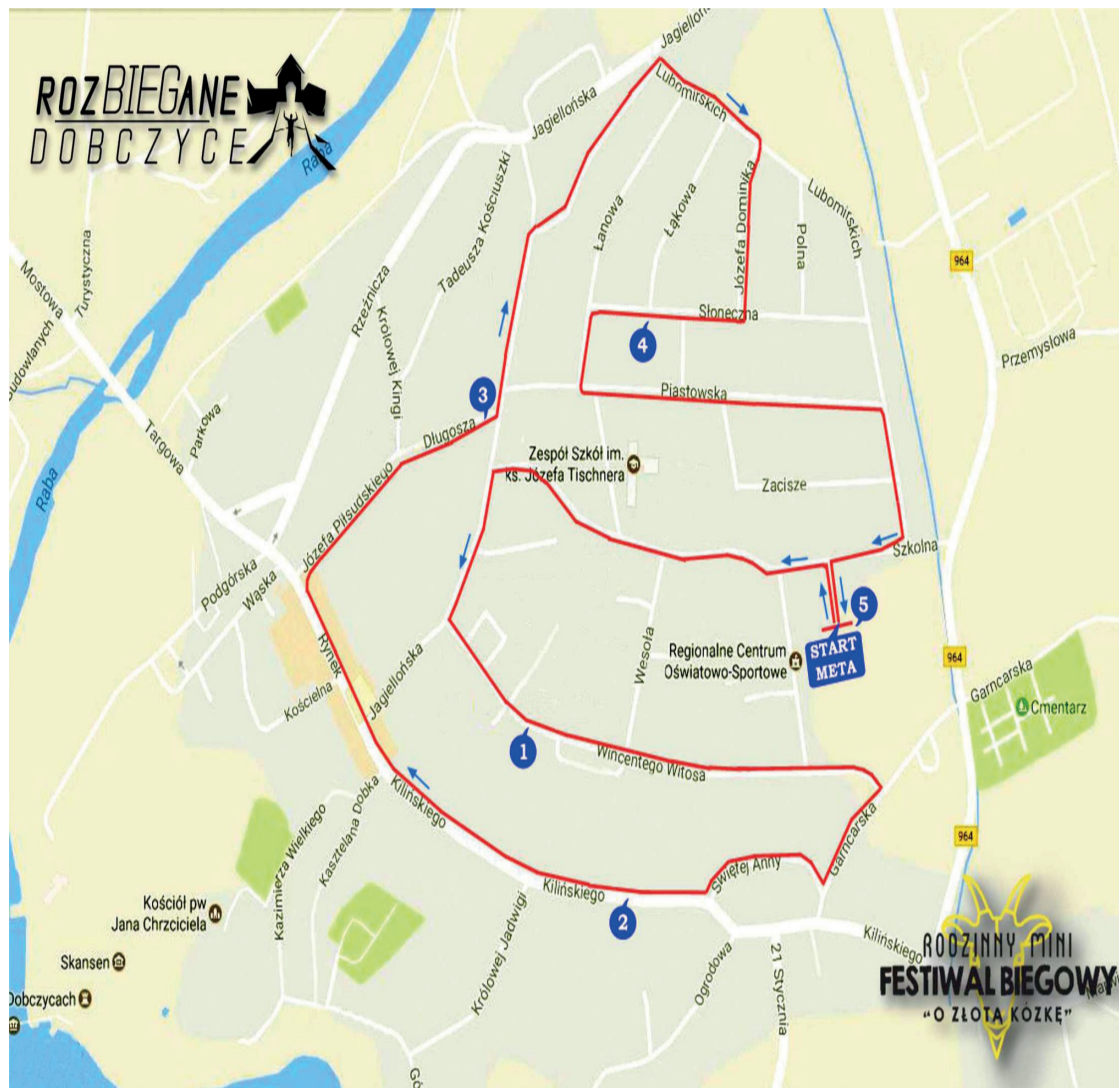 ROZBIEGANE
DOBCZYCE
Raba
Jagiellońska
Jagiellońska
Lubomirskich
Lubomirskich
Tadeusza Kościuszki
Łanowa
Łąkowa
Józefa Dominika
Polna
Mostowa
Turystyczna
Rzeźnicza
964
Słoneczna
4
Przemysłowa
Królowej Kingi
3
Piastowska
Parkowa
Targowa
Długosza
Raba
Zespół Szkół im.
ks. Józefa Tischnera
Zacisze
Józefa Piłsudskiego
Szkolna
Podgórska
Wąska
5
START
META
Regionalne Centrum
Oświatowo-Sportowe
Wesoła
964
Rynek
Jagiellońska
Kościelna
Garncarska
Cmentarz
1
Wincentego Witosa
Kilińskiego
Kasztelana Dobka
Kazimierza Wielkiego
Garncarska
964
Świętej Anny
Kilińskiego
2
Kościół pw
Jana Chrzciciela
Królowej Jadwigi
Kilińskiego
Skansen
Ogrodowa
21 Stycznia
Dobczycach
RODZINNY MINI
FESTIWAL BIEGOWY
"O ZŁOTĄ KÓZKĘ"